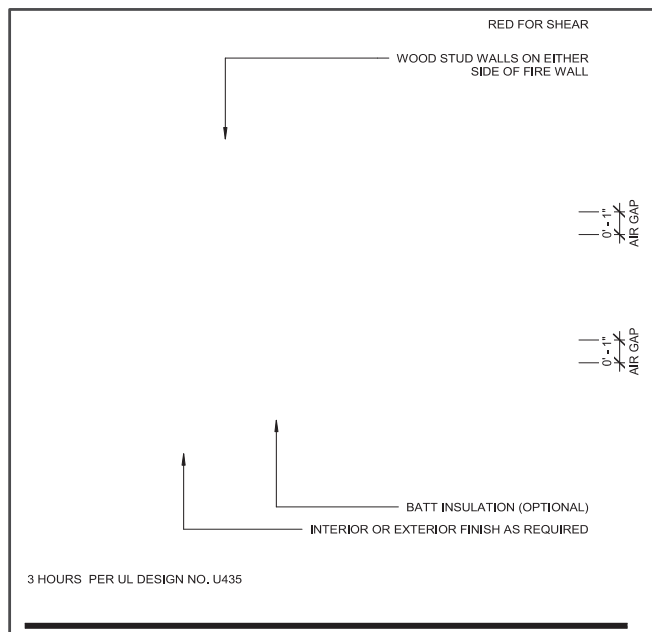 RED FOR SHEAR
WOOD STUD WALLS ON EITHER
SIDE OF FIRE WALL
0' - 1"
AIR GAP
0' - 1"
AIR GAP
BATT INSULATION (OPTIONAL)
INTERIOR OR EXTERIOR FINISH AS REQUIRED
3 HOURS PER UL DESIGN NO. U435